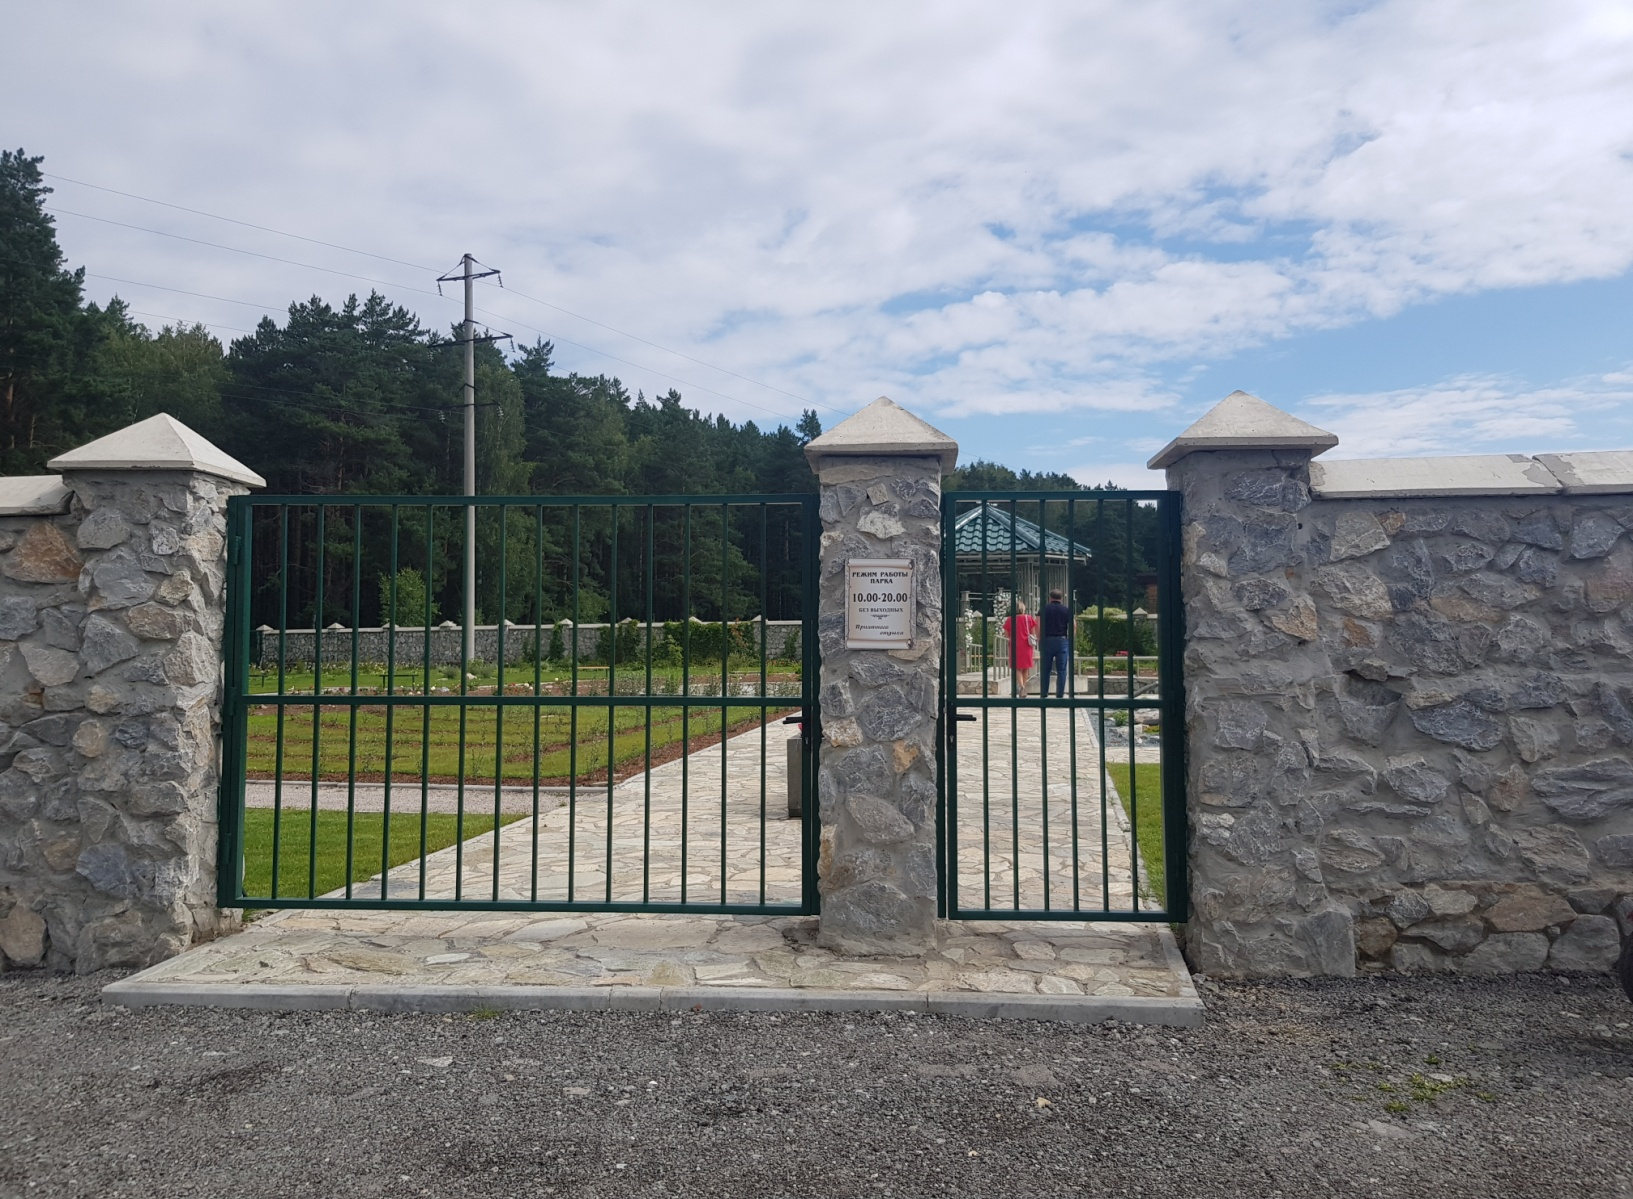 РЕЖИМ РАБОТЫ
ПАРКА
10.00-20.00
БЕЗ ВЫХОДНЫХ
Приятного
отдыха